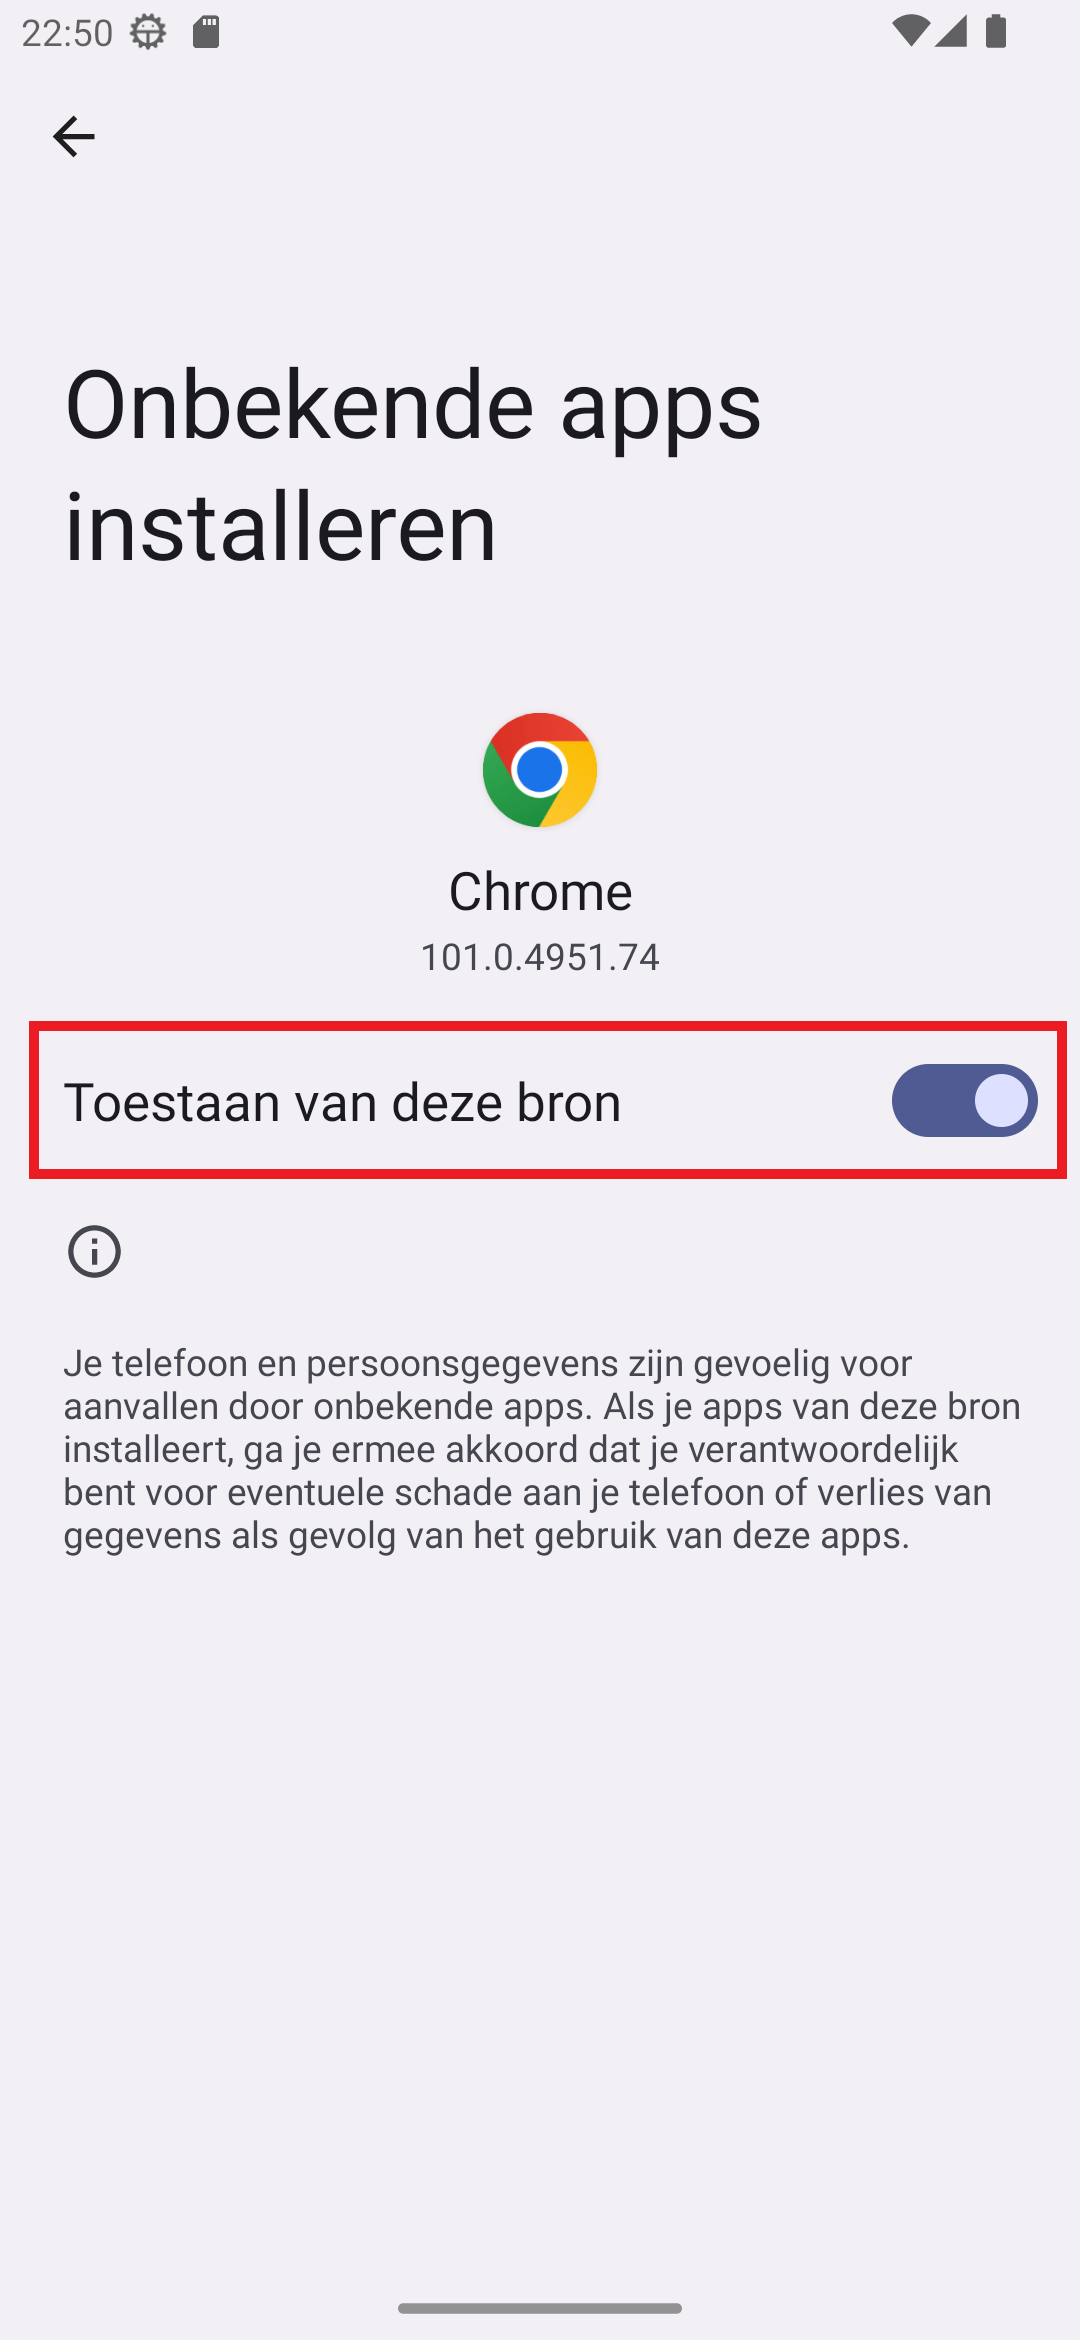 22:50
Onbekende apps
installeren
Chrome
101.0.4951.74
Toestaan van deze bron
Je telefoon en persoonsgegevens zijn gevoelig voor
aanvallen door onbekende apps. Als je apps van deze bron
installeert, ga je ermee akkoord dat je verantwoordelijk
bent voor eventuele schade aan je telefoon of verlies van
gegevens als gevolg van het gebruik van deze apps.